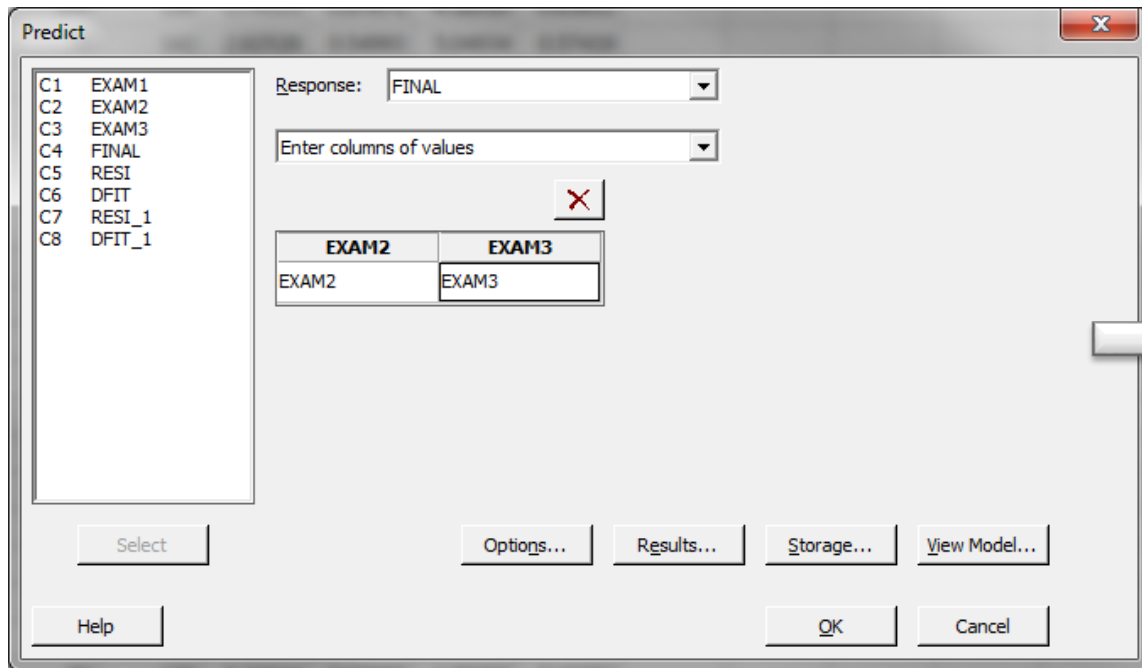 Predict
C1 EXAM1
C2 EXAM2
C3 EXAM3
C4 FINAL
C5 RESI
C6 DFIT
C7 RESI_1
C8 DFIT_1
Response: FINAL
Enter columns of values
EXAM2 EXAM3
EXAM2 EXAM3
Select
Options... Results... Storage... View Model...
Help
OK Cancel